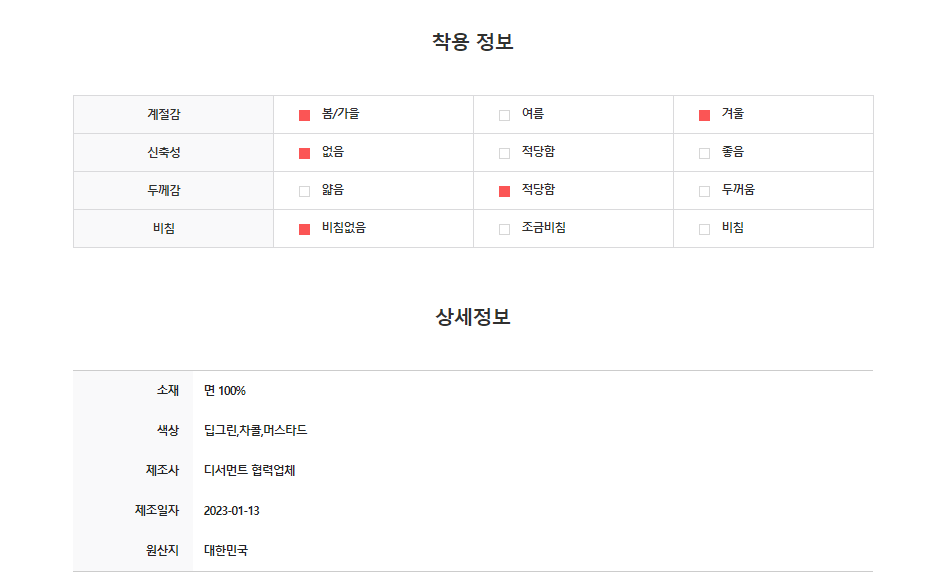 착용 정보
계절감 봄/가을 여름 겨울
신축성 없음 적당함 좋음
두께감 얇음 적당함 두꺼움
비침 비침없음 조금비침 비침
상세정보
소재 면 100%
색상 딥그린,차콜,머스타드
제조사 디서먼트 협력업체
제조일자 2023-01-13
원산지 대한민국